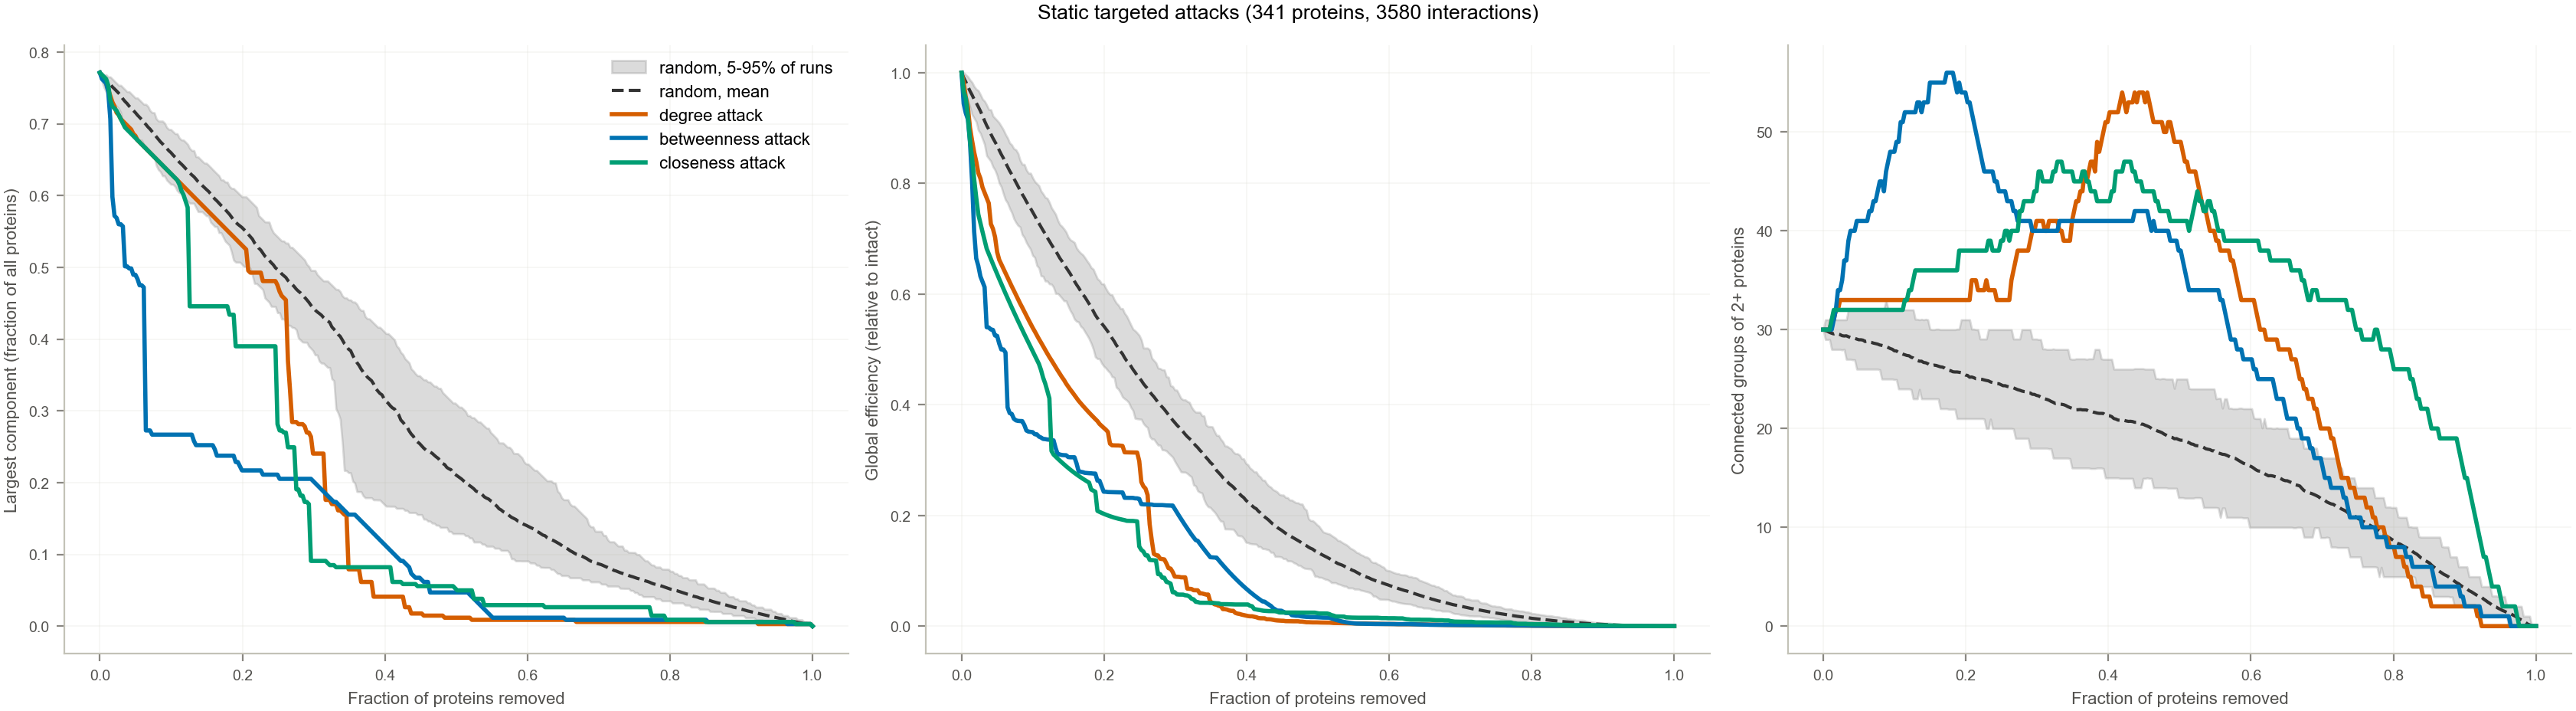 Static targeted attacks (341 proteins, 3580 interactions)
Largest component (fraction of all proteins)
0.8
0.7
0.6
0.5
0.4
0.3
0.2
0.1
0.0
random, 5-95% of runs
random, mean
degree attack
betweenness attack
closeness attack
0.0 0.2 0.4 0.6 0.8 1.0
Fraction of proteins removed
Global efficiency (relative to intact)
1.0
0.8
0.6
0.4
0.2
0.0
0.0 0.2 0.4 0.6 0.8 1.0
Fraction of proteins removed
Connected groups of 2+ proteins
50
40
30
20
10
0
0.0 0.2 0.4 0.6 0.8 1.0
Fraction of proteins removed